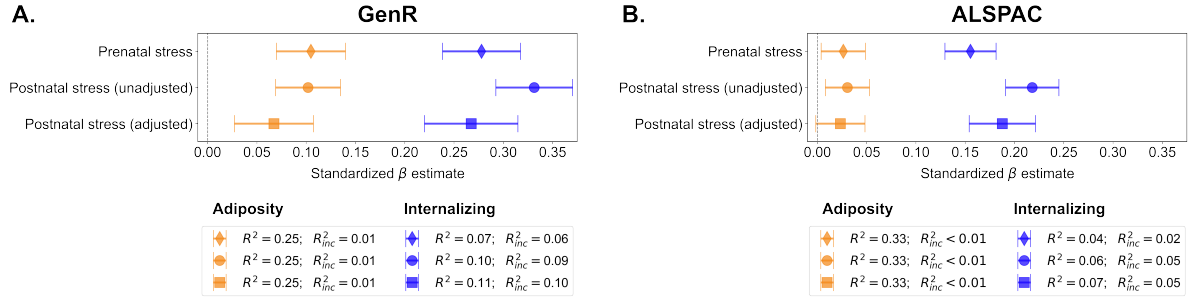 A.
GenR
Prenatal stress
Postnatal stress (unadjusted)
Postnatal stress (adjusted)
0.00 0.05 0.10 0.15 0.20 0.25 0.30 0.35
Standardized β estimate
Adiposity Internalizing
R² = 0.25; R²inc = 0.01 R² = 0.07; R²inc = 0.06
R² = 0.25; R²inc = 0.01 R² = 0.10; R²inc = 0.09
R² = 0.25; R²inc = 0.01 R² = 0.11; R²inc = 0.10
B.
ALSPAC
Prenatal stress
Postnatal stress (unadjusted)
Postnatal stress (adjusted)
0.00 0.05 0.10 0.15 0.20 0.25 0.30 0.35
Standardized β estimate
Adiposity Internalizing
R² = 0.33; R²inc < 0.01 R² = 0.04; R²inc = 0.02
R² = 0.33; R²inc < 0.01 R² = 0.06; R²inc = 0.05
R² = 0.33; R²inc < 0.01 R² = 0.07; R²inc = 0.05